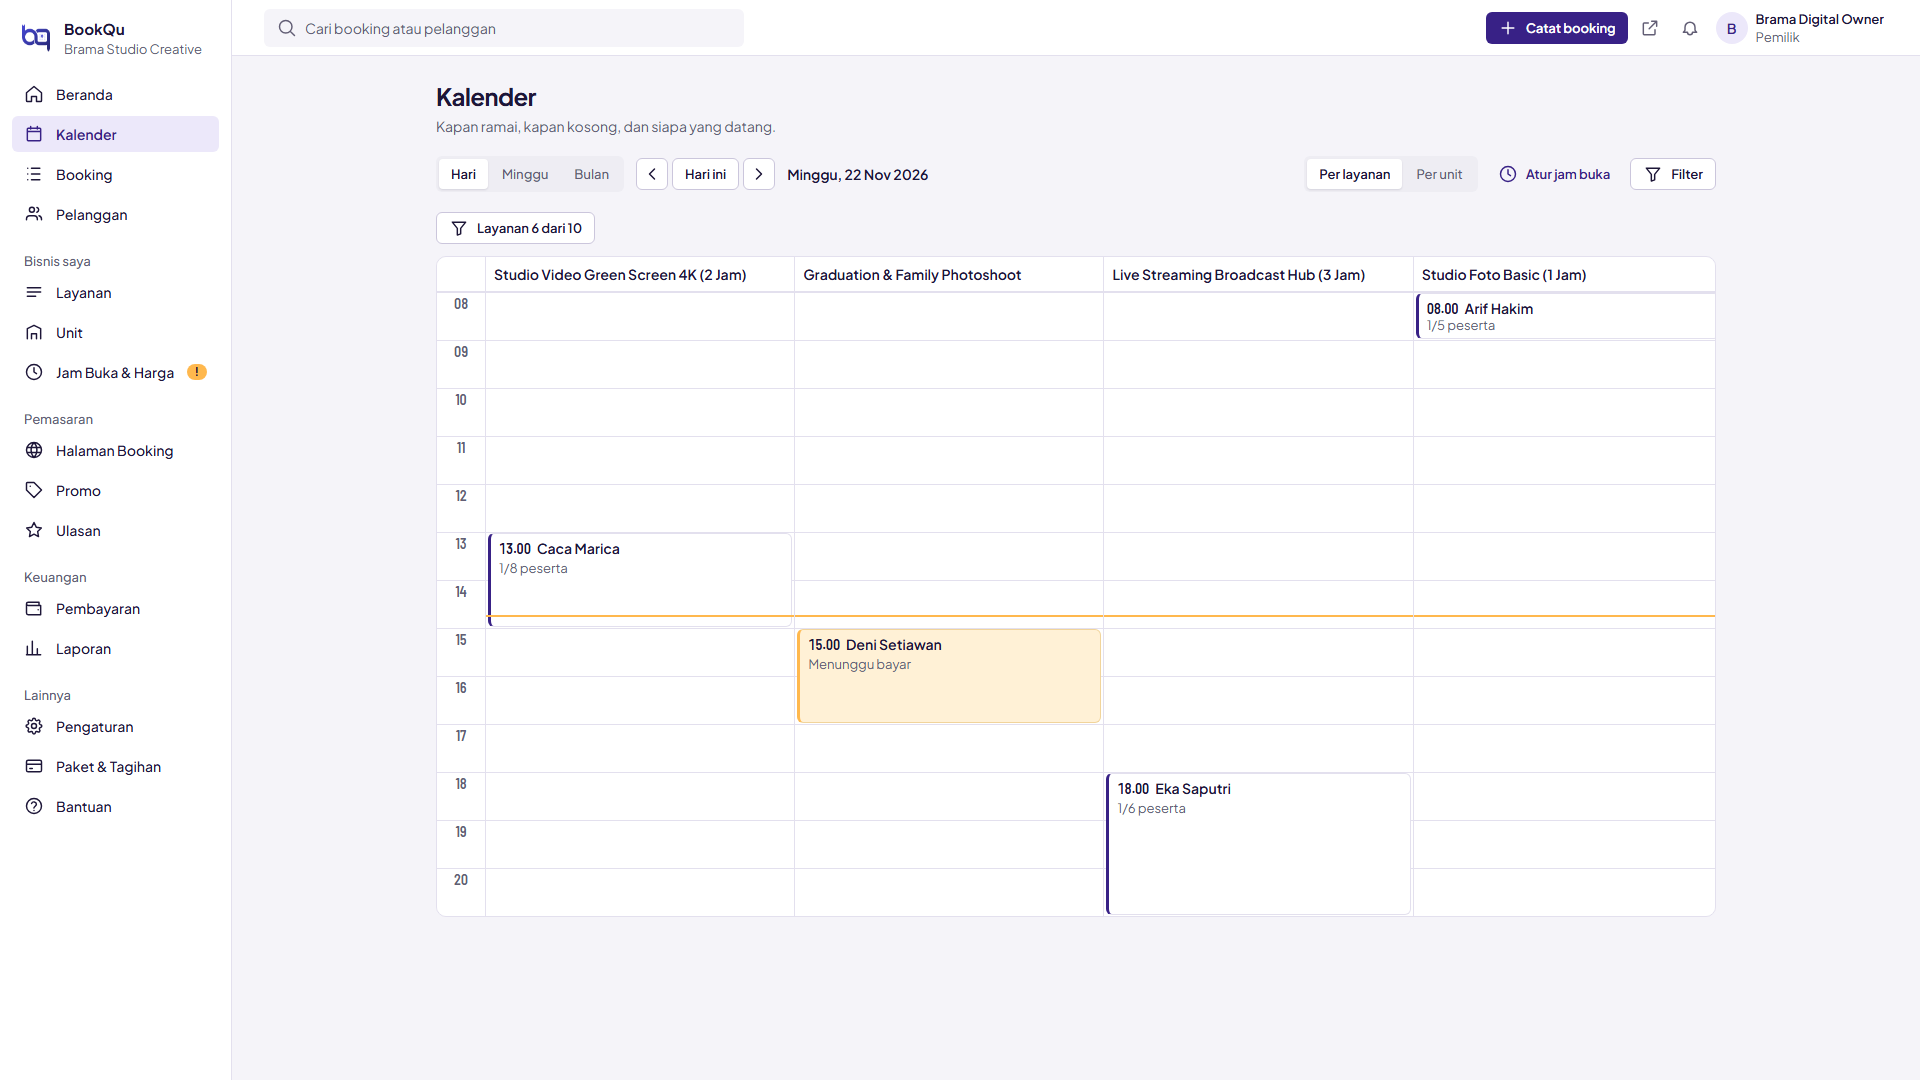 BookQu
Brama Studio Creative
Cari booking atau pelanggan
Catat booking
B
Brama Digital Owner
Pemilik
Beranda
Kalender
Booking
Pelanggan
Bisnis saya
Layanan
Unit
Jam Buka & Harga !
Pemasaran
Halaman Booking
Promo
Ulasan
Keuangan
Pembayaran
Laporan
Lainnya
Pengaturan
Paket & Tagihan
Bantuan
Kalender
Kapan ramai, kapan kosong, dan siapa yang datang.
Hari Minggu Bulan Hari ini Minggu, 22 Nov 2026 Per layanan Per unit Atur jam buka Filter
Layanan 6 dari 10
Studio Video Green Screen 4K (2 Jam) Graduation & Family Photoshoot Live Streaming Broadcast Hub (3 Jam) Studio Foto Basic (1 Jam)
08
08.00 Arif Hakim
1/5 peserta
09
10
11
12
13
13.00 Caca Marica
1/8 peserta
14
15
15.00 Deni Setiawan
Menunggu bayar
16
17
18
18.00 Eka Saputri
1/6 peserta
19
20